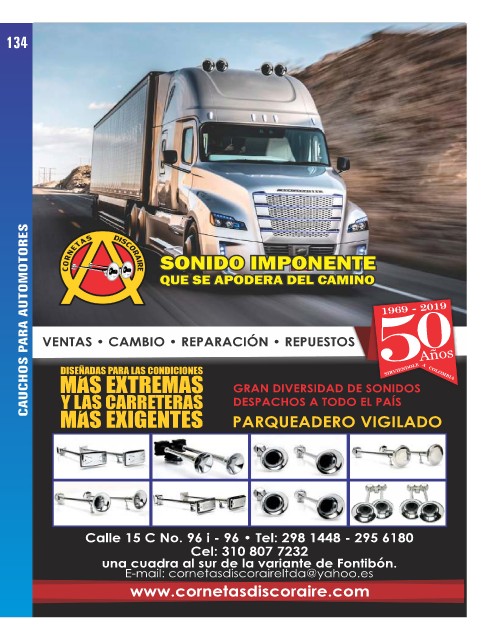 134
CAUCHOS PARA AUTOMOTORES
CORNETAS DISCORAIRE
SONIDO IMPONENTE
QUE SE APODERA DEL CAMINO
1969 - 2019
50
Años
SIRVIÉNDOLE A COLOMBIA
VENTAS • CAMBIO • REPARACIÓN • REPUESTOS
DISEÑADAS PARA LAS CONDICIONES
MÁS EXTREMAS
Y LAS CARRETERAS
MÁS EXIGENTES
GRAN DIVERSIDAD DE SONIDOS
DESPACHOS A TODO EL PAÍS
PARQUEADERO VIGILADO
Calle 15 C No. 96 i - 96 • Tel: 298 1448 - 295 6180
Cel: 310 807 7232
una cuadra al sur de la variante de Fontibón.
E-mail: cornetasdiscoraireltda@yahoo.es
www.cornetasdiscoraire.com